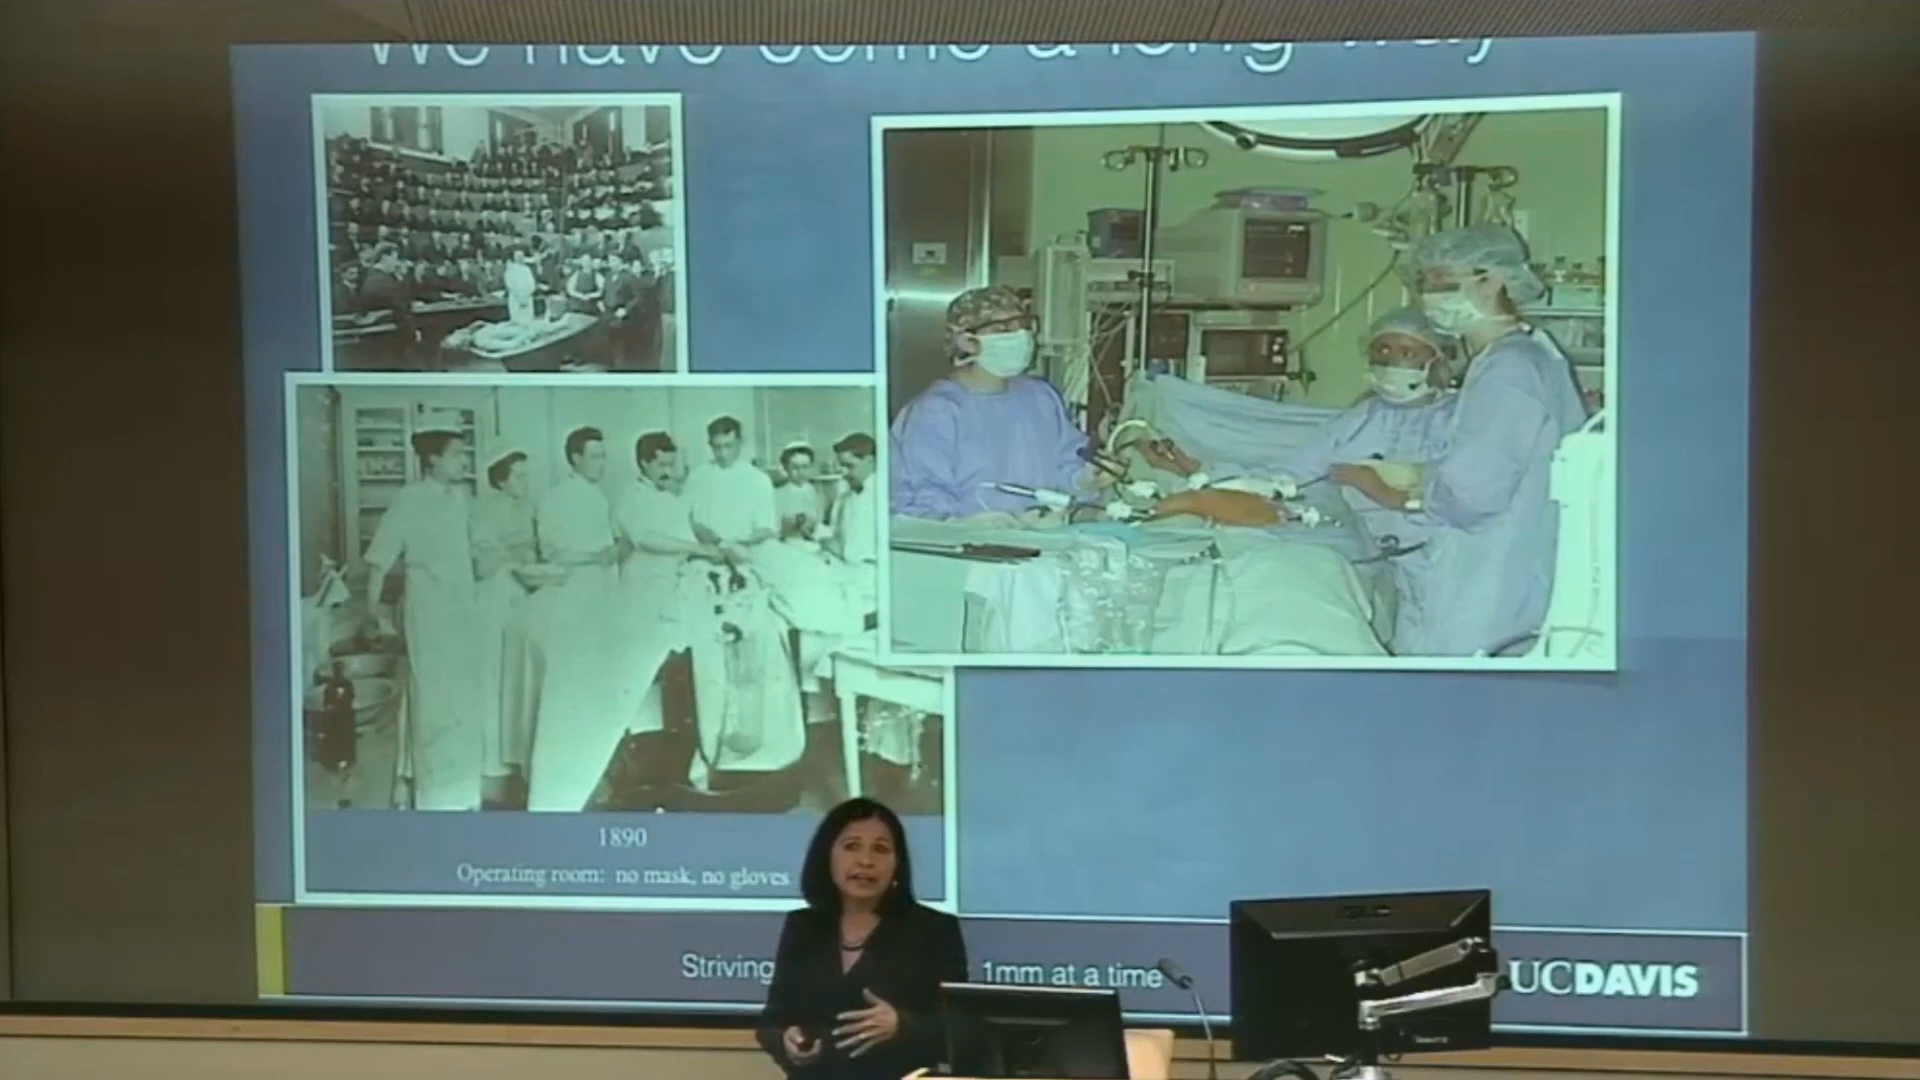 We have come a long way
1890
Operating room: no mask, no gloves
Striving 1mm at a time
UCDAVIS